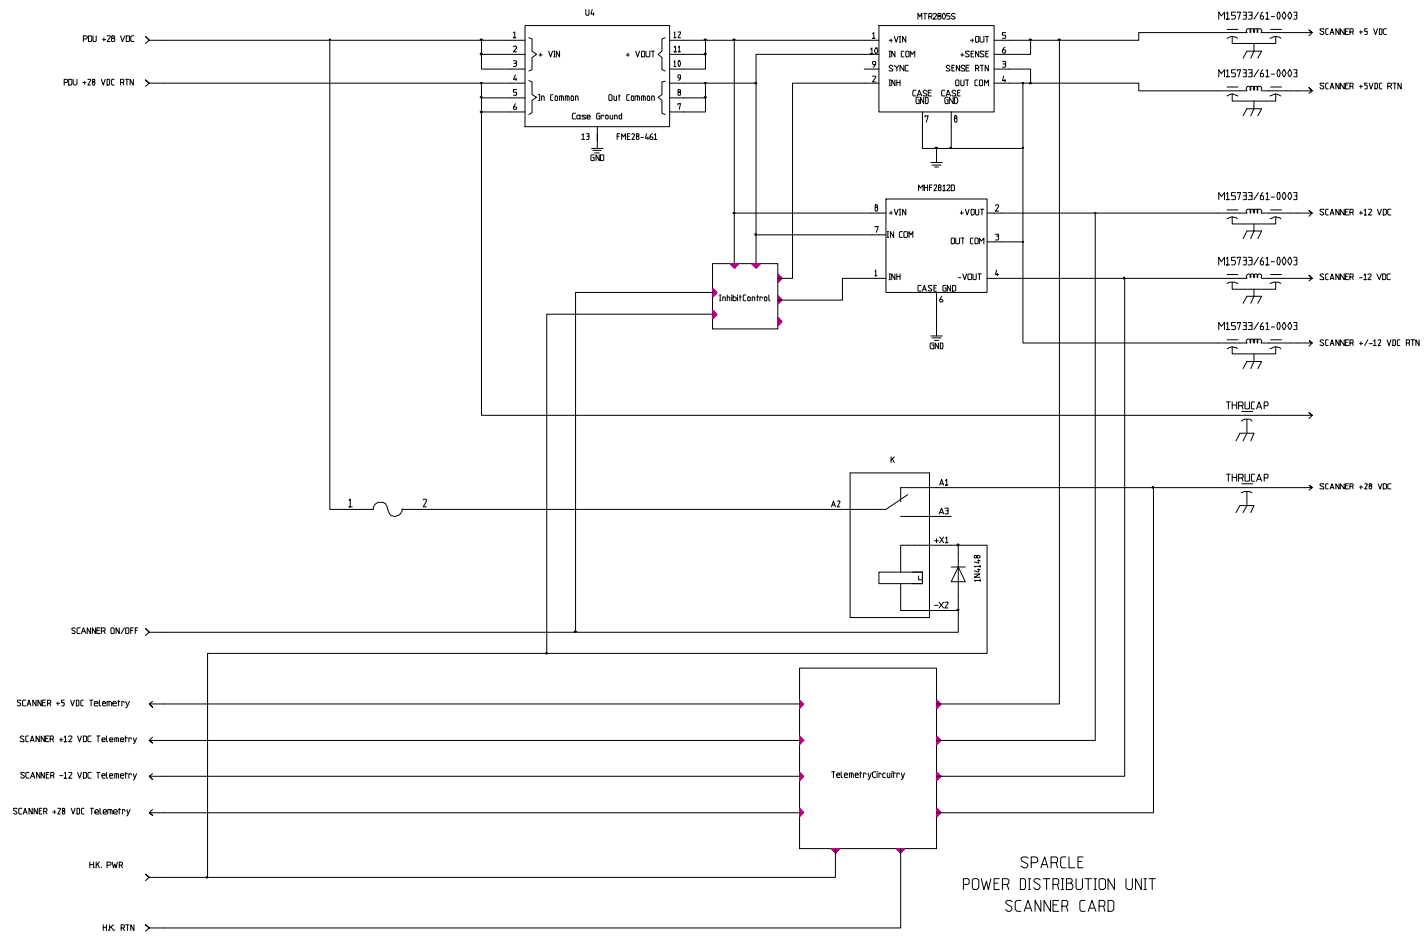 U4
PDU +28 VDC
PDU +28 VDC RTN
1
2
3
4
5
6
+ VIN
In Common
+ VOUT
Out Common
Case Ground
12
11
10
9
8
7
13
FME28-461
GND
MTR2805S
1
10
9
2
+VIN
IN COM
SYNC
INH
+OUT
+SENSE
SENSE RTN
OUT COM
5
6
3
4
CASE GND
CASE GND
7
8
M15733/61-0003
SCANNER +5 VDC
M15733/61-0003
SCANNER +5VDC RTN
MHF2812D
8
7
1
+VIN
IN COM
INH
+VOUT
OUT COM
-VOUT
2
3
4
CASE GND
6
GND
M15733/61-0003
SCANNER +12 VDC
M15733/61-0003
SCANNER -12 VDC
M15733/61-0003
SCANNER +/-12 VDC RTN
InhibitControl
THRUCAP
THRUCAP
SCANNER +28 VDC
K
1
2
A2
A1
A3
+X1
-X2
1N4148
SCANNER ON/OFF
SCANNER +5 VDC Telemetry
SCANNER +12 VDC Telemetry
SCANNER -12 VDC Telemetry
SCANNER +28 VDC Telemetry
TelemetryCircuitry
H.K. PWR
H.K. RTN
SPARCLE
POWER DISTRIBUTION UNIT
SCANNER CARD